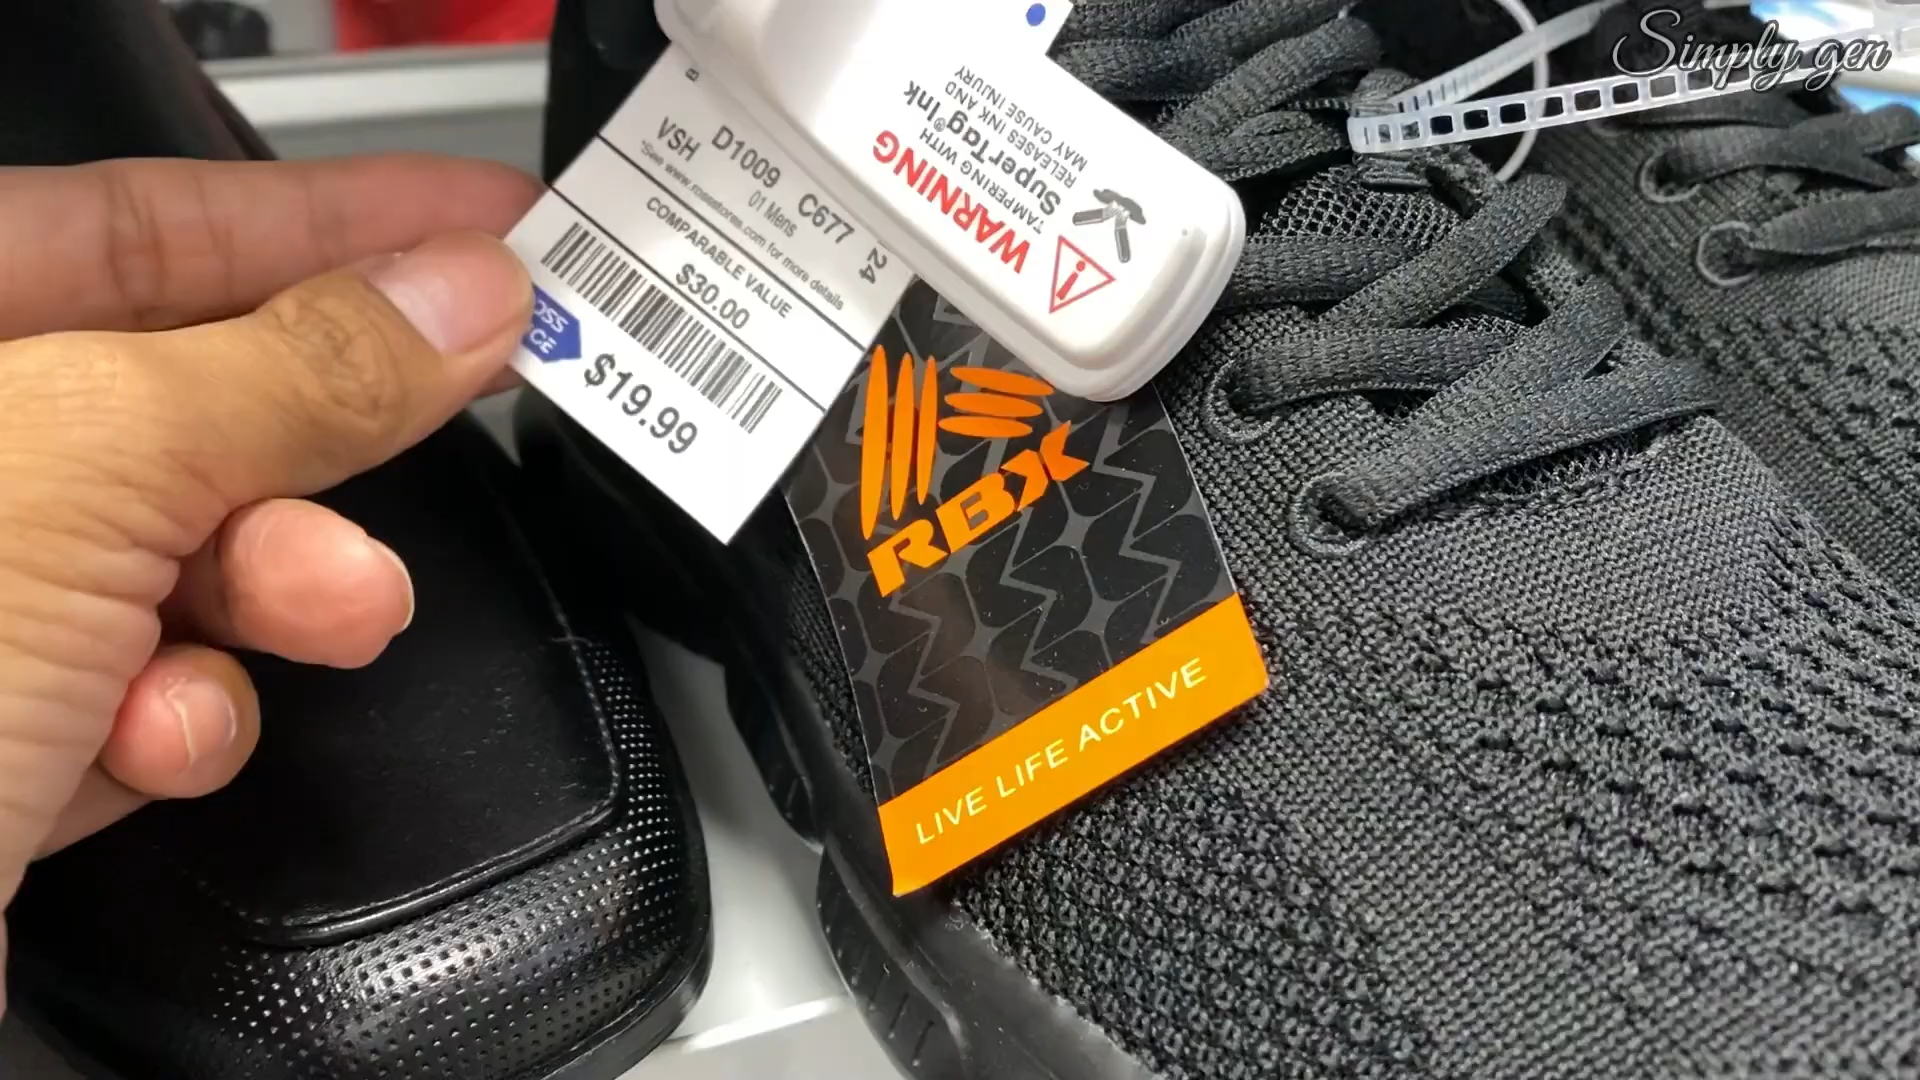 Simply gen
8
VSH D1009 C677 24
01 Mens
*See www.rossstores.com for more details
COMPARABLE VALUE
$30.00
$19.99
WARNING
TAMPERING WITH
SuperTag® Ink
RELEASES INK AND
MAY CAUSE INJURY
RBX
LIVE LIFE ACTIVE